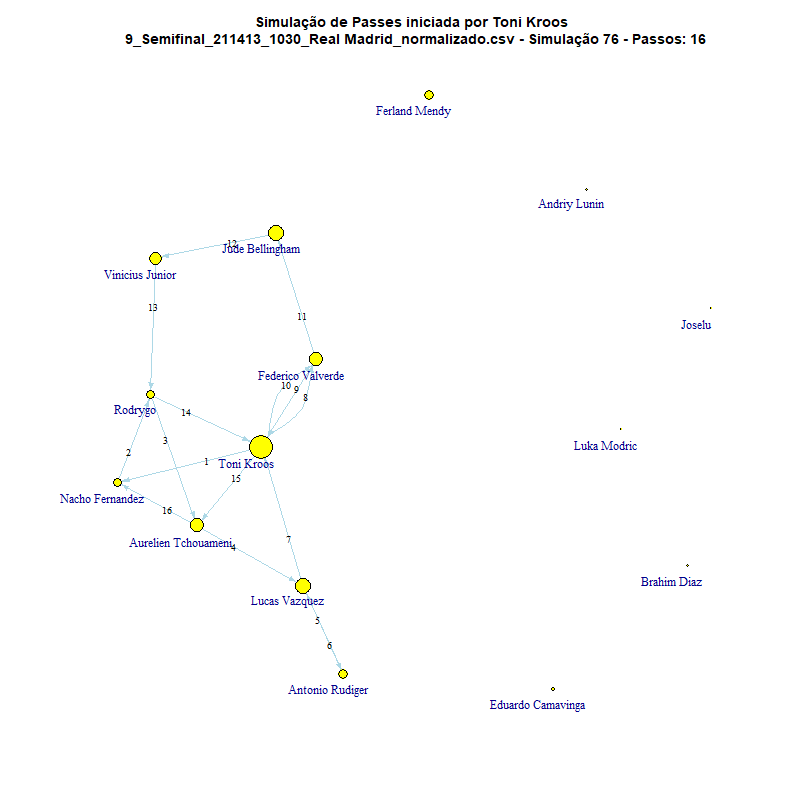 Simulação de Passes iniciada por Toni Kroos
9_Semifinal_211413_1030_Real Madrid_normalizado.csv - Simulação 76 - Passos: 16
Ferland Mendy
Andriy Lunin
12
Jude Bellingham
Vinicius Junior
13
11
Joselu
Federico Valverde
10
9
8
Rodrygo
14
3
Luka Modric
2
1
Toni Kroos
15
Nacho Fernandez
16
Aurelien Tchouameni
4
7
Brahim Diaz
Lucas Vazquez
5
6
Antonio Rudiger
Eduardo Camavinga